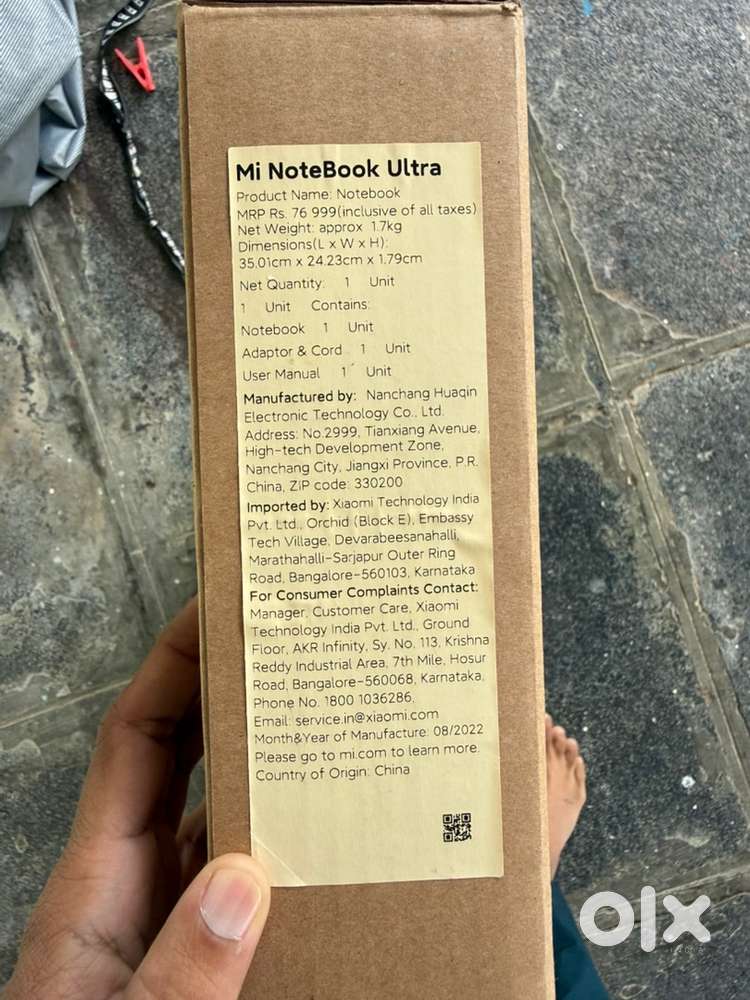 Mi NoteBook Ultra
Product Name: Notebook
MRP Rs. 76 999(inclusive of all taxes)
Net Weight: approx 1.7kg
Dimensions(L x W x H):
35.01cm x 24.23cm x 1.79cm
Net Quantity: 1 Unit
1 Unit Contains:
Notebook 1 Unit
Adaptor & Cord 1 Unit
User Manual 1 Unit
Manufactured by: Nanchang Huaqin
Electronic Technology Co., Ltd.
Address: No.2999, Tianxiang Avenue,
High-tech Development Zone,
Nanchang City, Jiangxi Province, P.R.
China, ZiP code: 330200
Imported by: Xiaomi Technology India
Pvt. Ltd., Orchid (Block E), Embassy
Tech Village, Devarabeesanahalli,
Marathahalli-Sarjapur Outer Ring
Road, Bangalore-560103, Karnataka
For Consumer Complaints Contact:
Manager, Customer Care, Xiaomi
Technology India Pvt. Ltd., Ground
Floor, AKR Infinity, Sy. No. 113, Krishna
Reddy Industrial Area, 7th Mile, Hosur
Road, Bangalore-560068, Karnataka,
Phone No. 1800 1036286,
Email: service.in@xiaomi.com
Month&Year of Manufacture: 08/2022
Please go to mi.com to learn more.
Country of Origin: China
olx